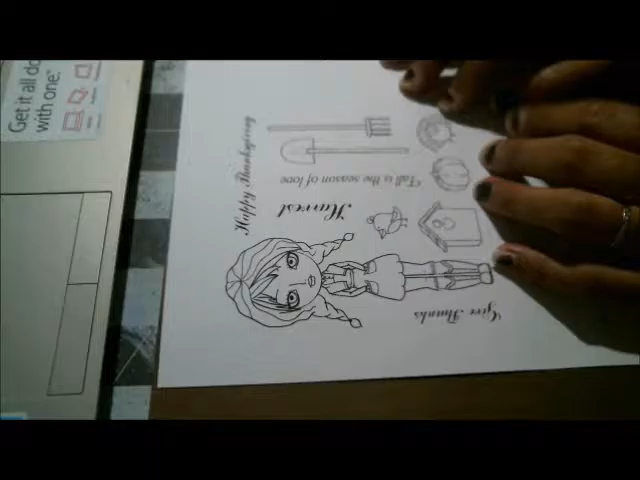 Get it all do
with one."
Happy Thanksgiving
Fall is the season of love
Harvest
Give Thanks